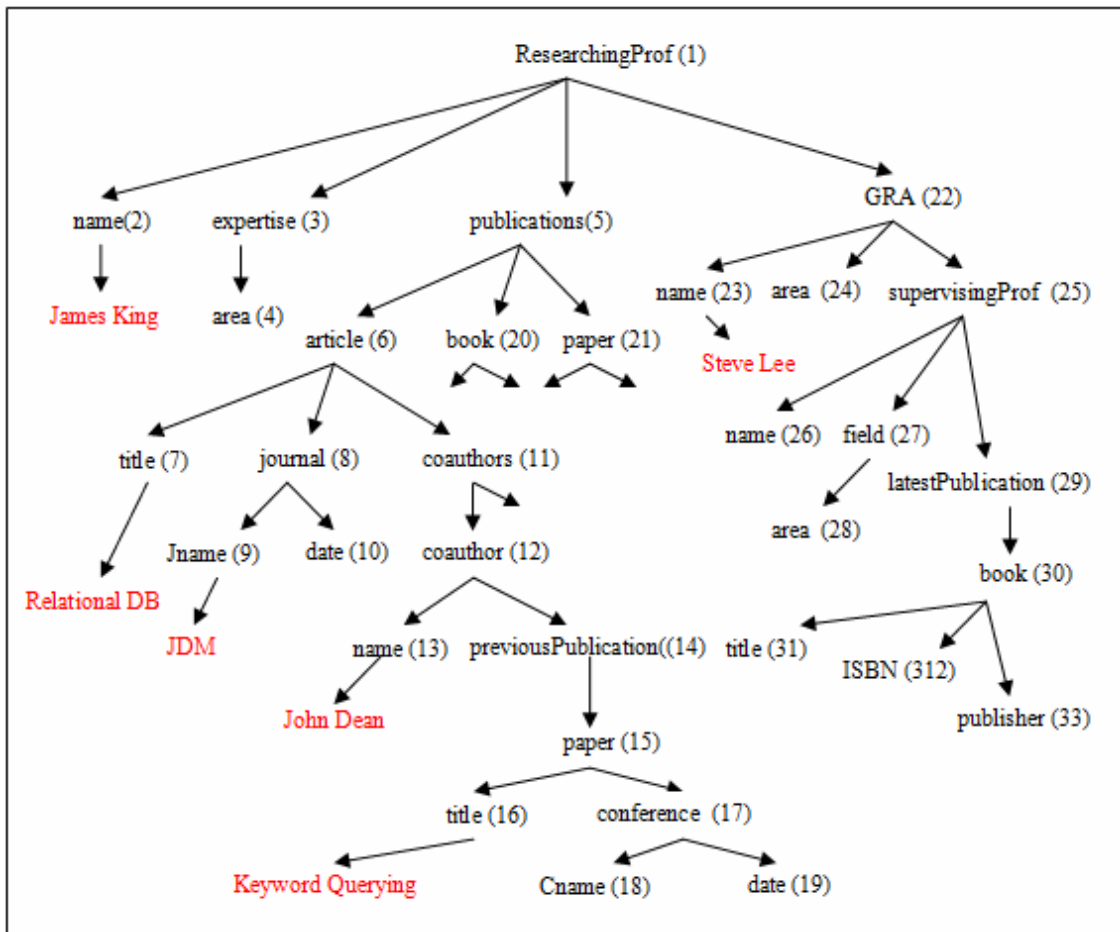 ResearchingProf (1)
name(2)
expertise (3)
publications(5)
GRA (22)
James King
area (4)
name (23)
area (24)
supervisingProf (25)
article (6)
book (20)
paper (21)
Steve Lee
title (7)
journal (8)
coauthors (11)
name (26)
field (27)
latestPublication (29)
Jname (9)
date (10)
coauthor (12)
area (28)
book (30)
Relational DB
JDM
name (13)
previousPublication((14)
title (31)
ISBN (312)
John Dean
publisher (33)
paper (15)
title (16)
conference (17)
Keyword Querying
Cname (18)
date (19)